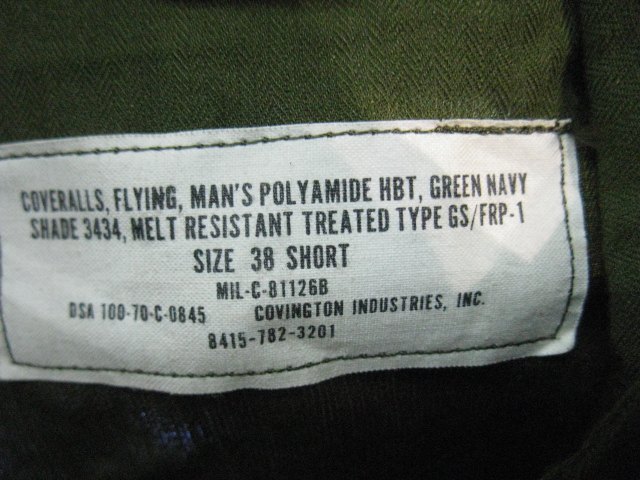 COVERALLS, FLYING, MAN'S POLYAMIDE HBT, GREEN NAVY
SHADE 3434, MELT RESISTANT TREATED TYPE GS/FRP-1
SIZE 38 SHORT
MIL-C-81126B
DSA 100-70-C-0845 COVINGTON INDUSTRIES, INC.
8415-782-3201